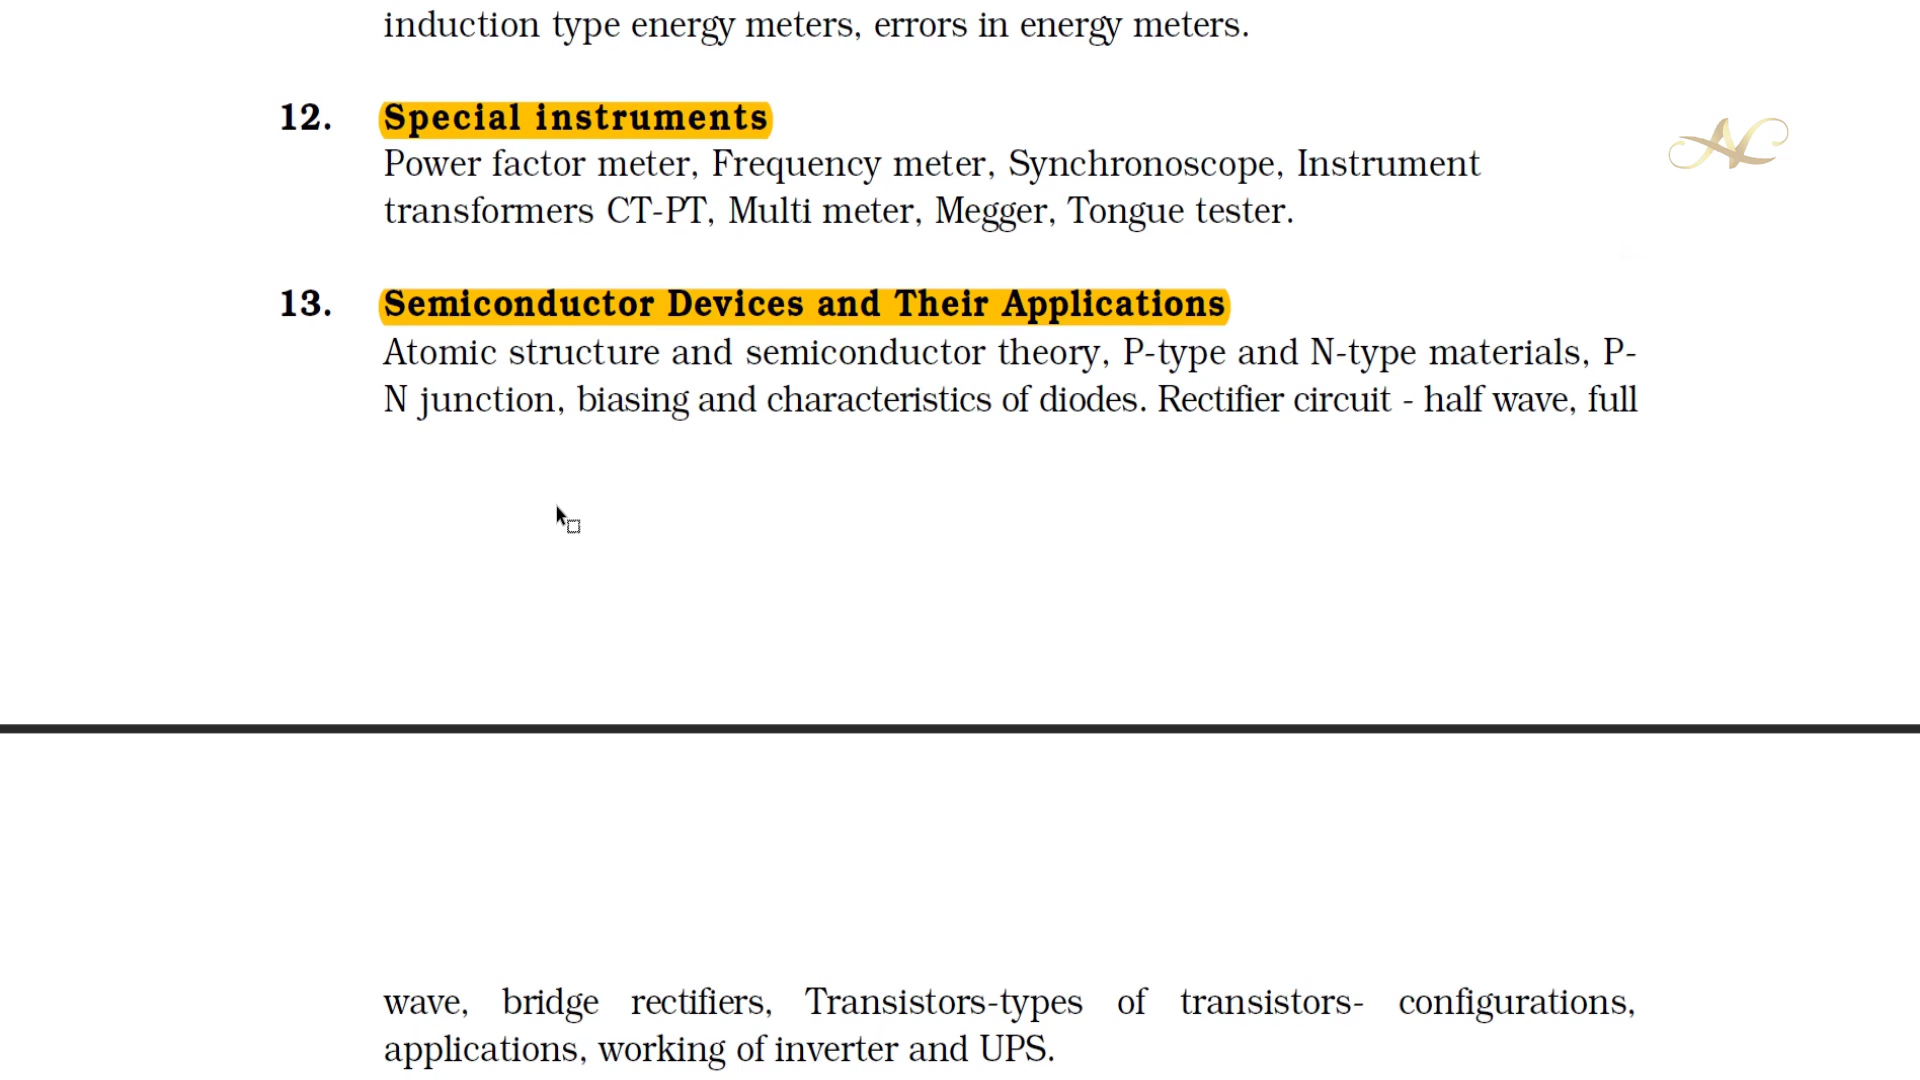 induction type energy meters, errors in energy meters.
12. Special instruments
Power factor meter, Frequency meter, Synchronoscope, Instrument
transformers CT-PT, Multi meter, Megger, Tongue tester.
13. Semiconductor Devices and Their Applications
Atomic structure and semiconductor theory, P-type and N-type materials, P-
N junction, biasing and characteristics of diodes. Rectifier circuit - half wave, full
wave, bridge rectifiers, Transistors-types of transistors- configurations,
applications, working of inverter and UPS.
AC